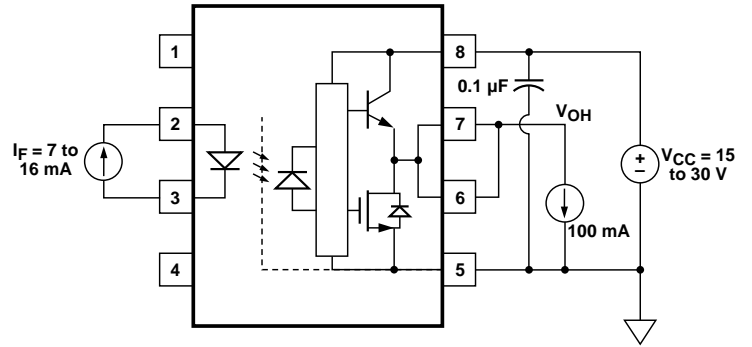 1
8
0.1 µF
2
7
V_OH
I_F = 7 to
16 mA
V_CC = 15
to 30 V
3
6
100 mA
4
5